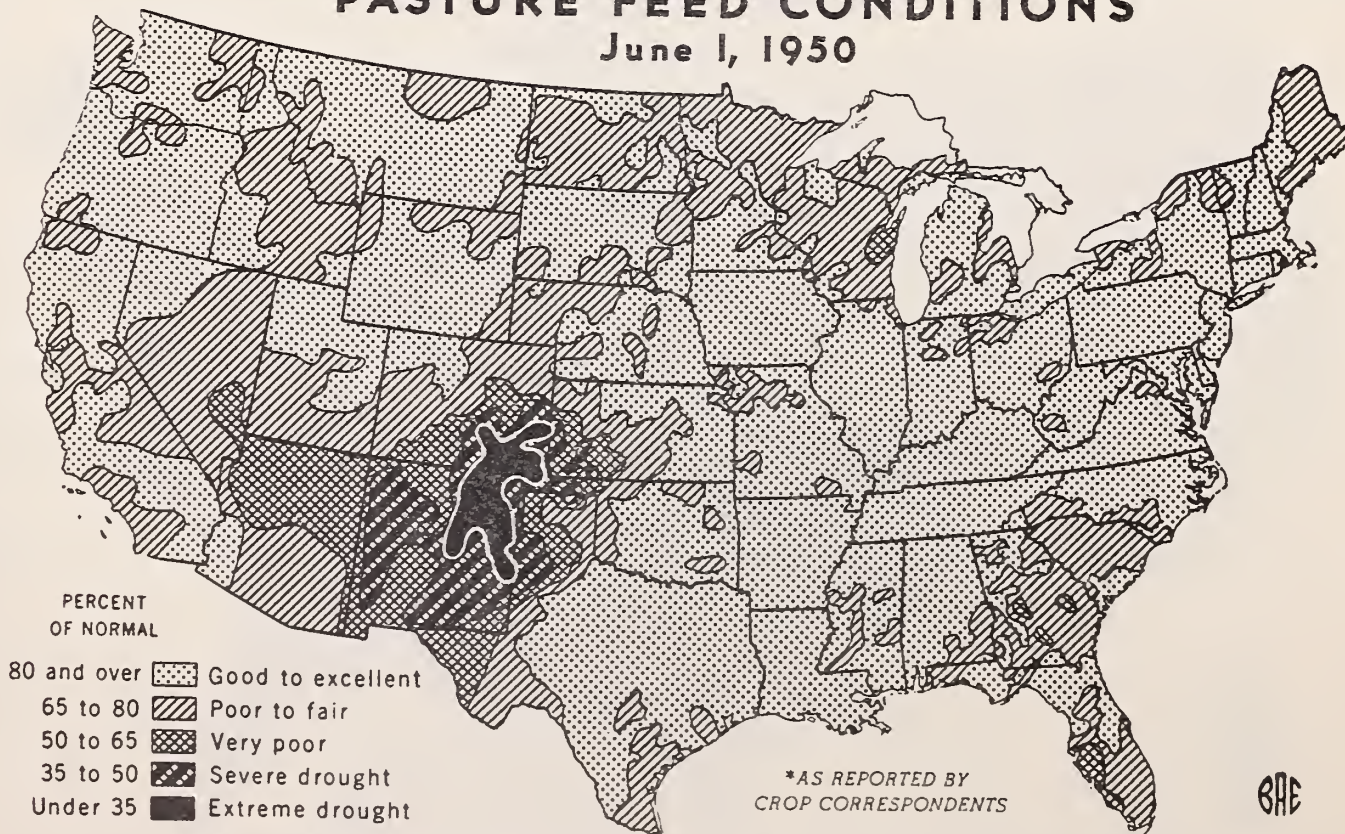 PASTURE FEED CONDITIONS
June 1, 1950
PERCENT
OF NORMAL
80 and over Good to excellent
65 to 80 Poor to fair
50 to 65 Very poor
35 to 50 Severe drought
Under 35 Extreme drought
*AS REPORTED BY
CROP CORRESPONDENTS
BAE